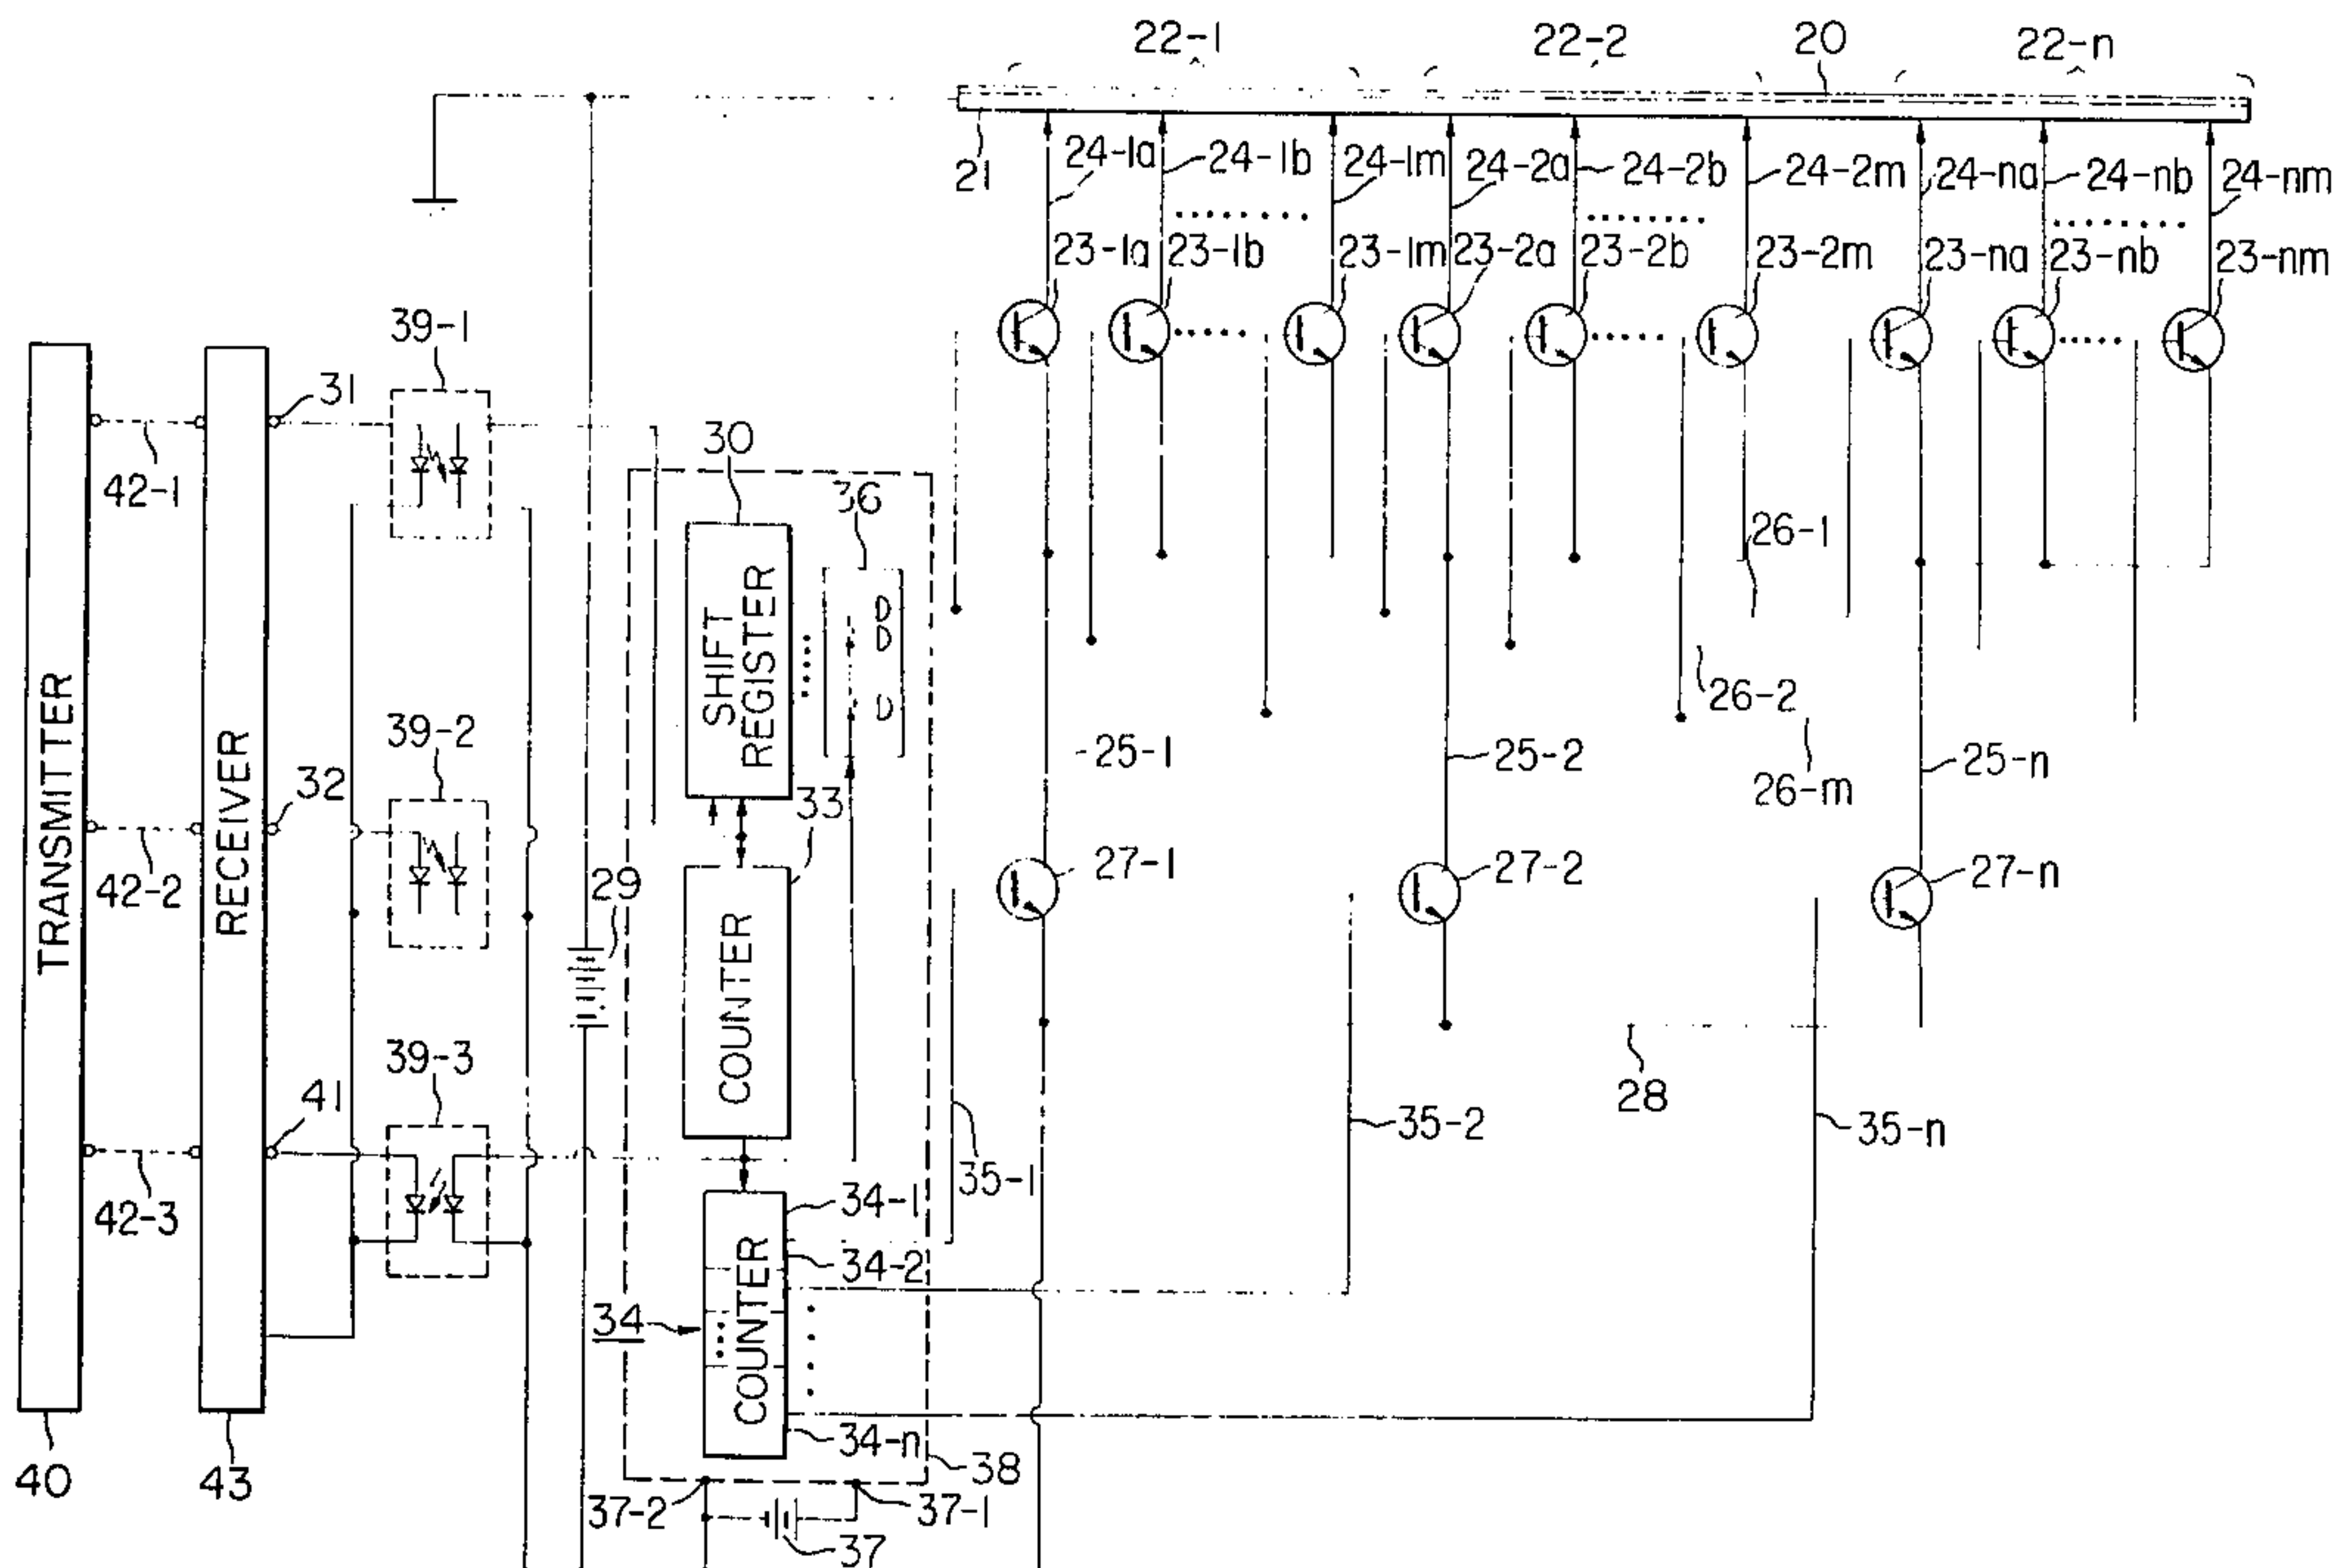 22-1 22-2 20 22-n
21 24-1a 24-1b 24-1m 24-2a 24-2b 24-2m 24-na 24-nb 24-nm
23-1a 23-1b 23-1m 23-2a 23-2b 23-2m 23-na 23-nb 23-nm
39-1
31
42-1
30
36
26-1
SHIFT REGISTER
D
D
D
26-2
39-2
25-1 25-2 26-m 25-n
32
33
TRANSMITTER
RECEIVER
42-2
29
27-1 27-2 27-n
COUNTER
39-3
41
28
35-1 35-2 35-n
42-3
34-1
34-2
34
COUNTER
34-n
38
40 43
37-2 37-1
37